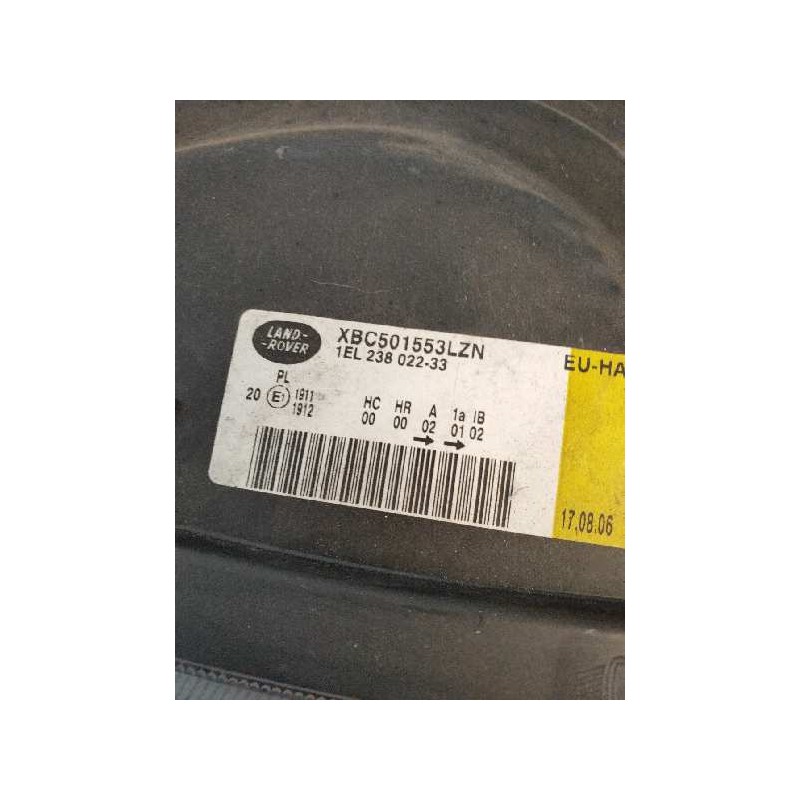 LAND-
-ROVER
XBC501553LZN
1EL 238 022-33
EU-HA
PL
20 E1 1911
1912
HC HR A 1a IB
00 00 02 01 02
17,08.06